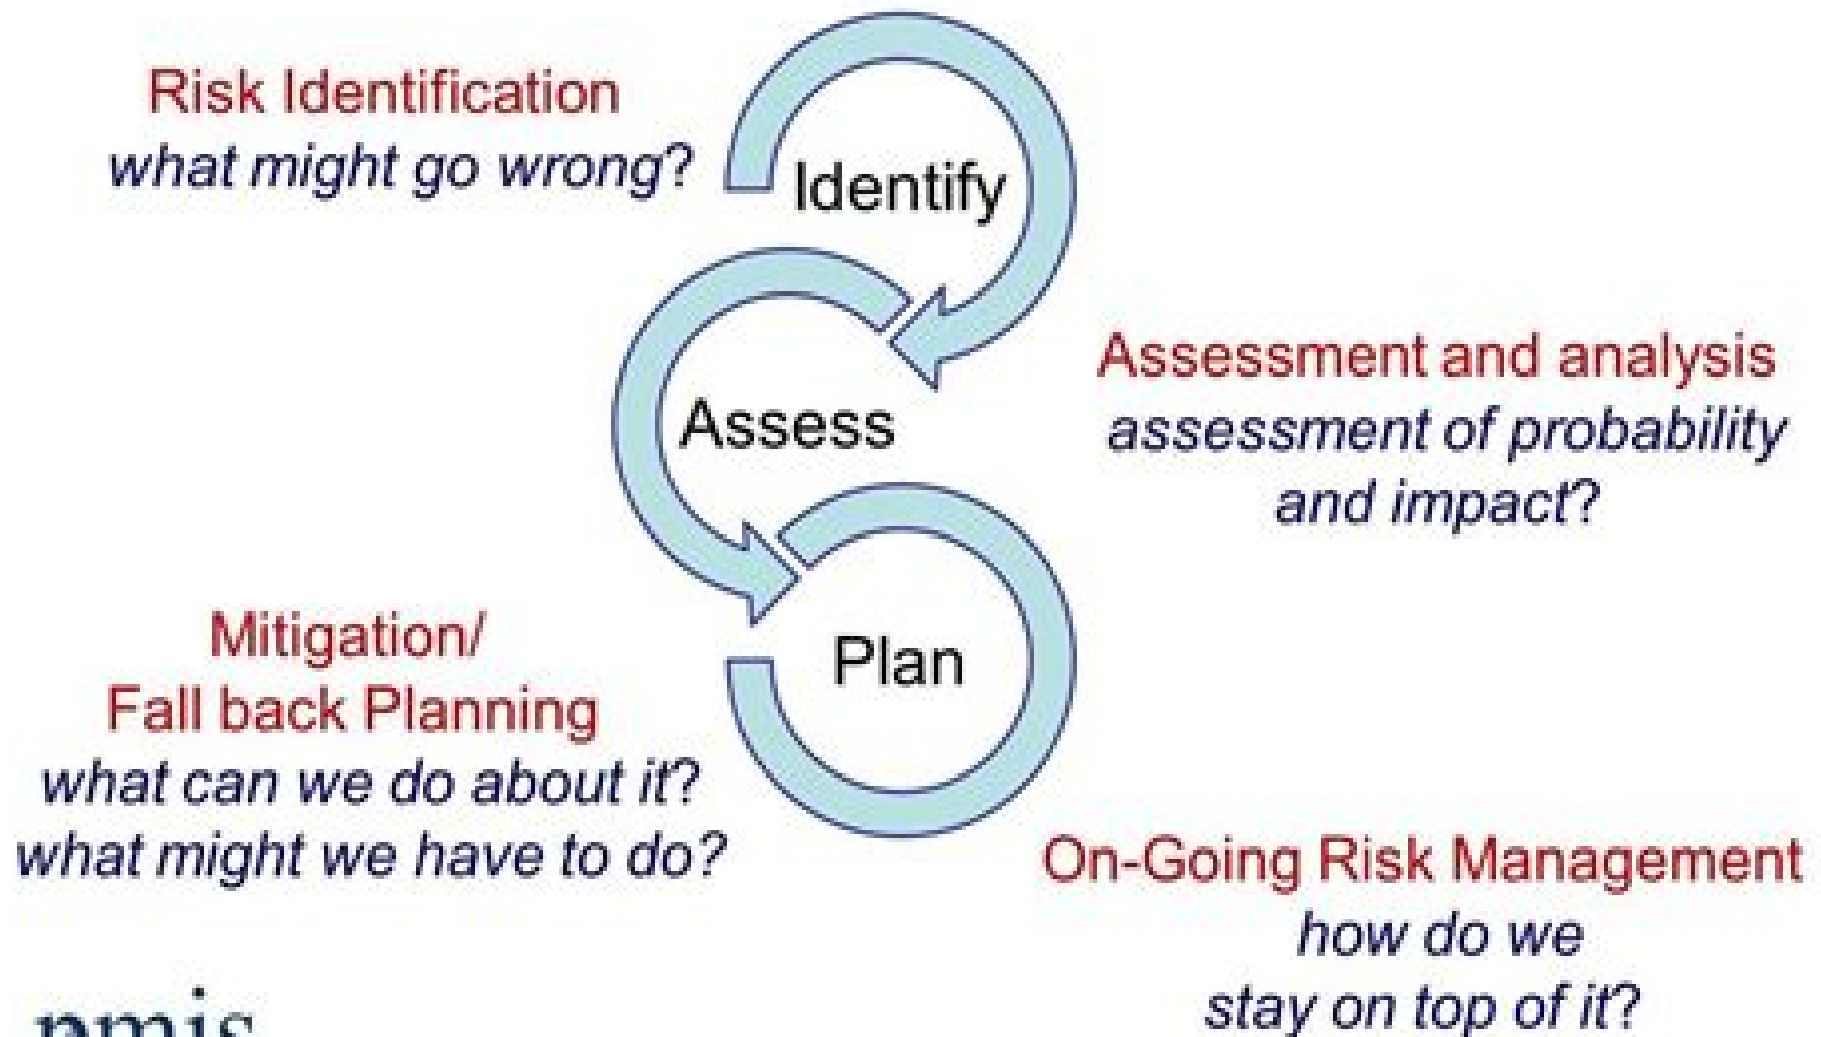 Risk Identification
what might go wrong?
Identify
Assess
Assessment and analysis
assessment of probability
and impact?
Mitigation/
Fall back Planning
what can we do about it?
what might we have to do?
Plan
On-Going Risk Management
how do we
stay on top of it?
pmis